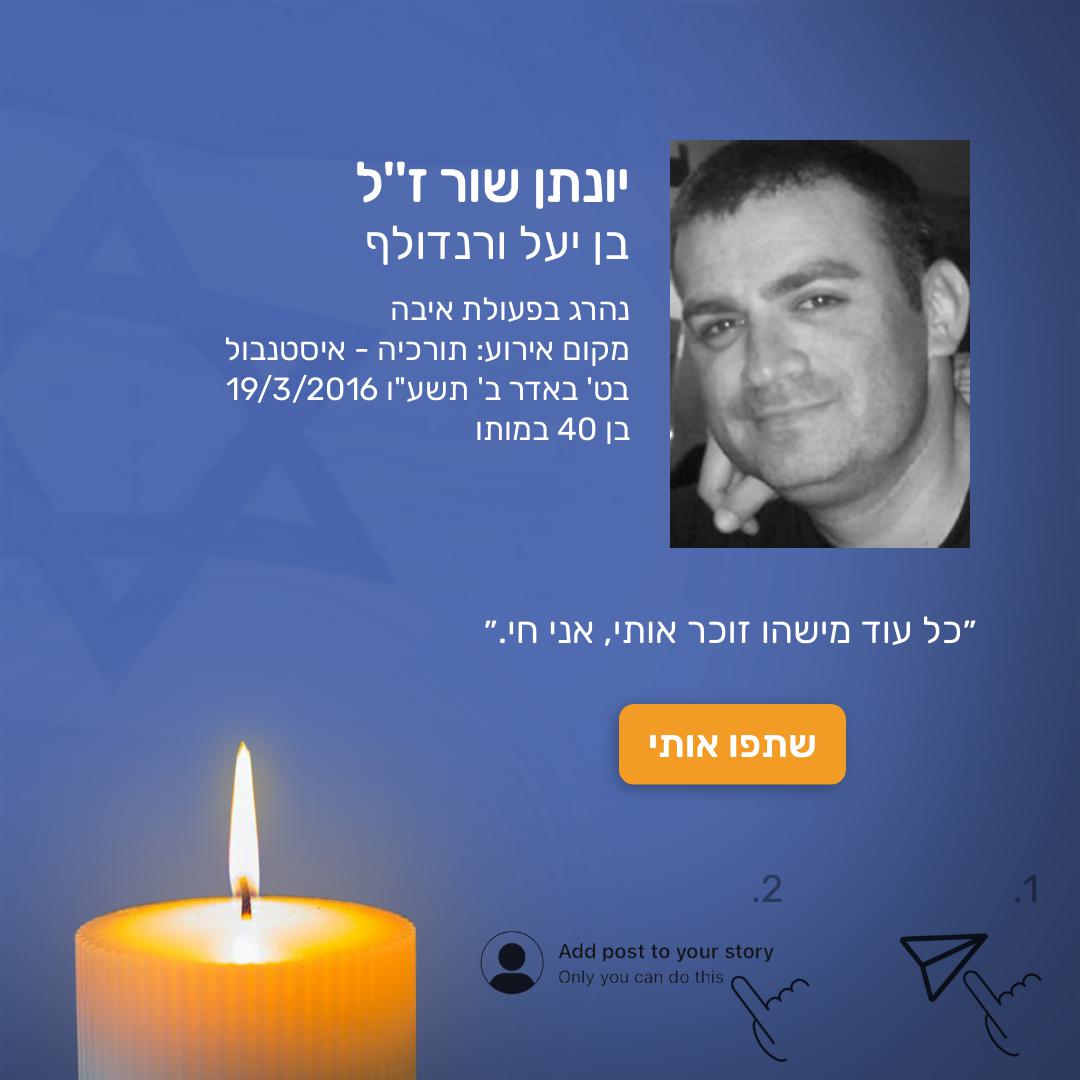 יונתן שור ז"ל
בן יעל ורנדולף
נהרג בפעולת איבה
מקום אירוע: תורכיה - איסטנבול
בט' באדר ב' תשע"ו 19/3/2016
בן 40 במותו
״כל עוד מישהו זוכר אותי, אני חי.״
שתפו אותי
.1
.2
Add post to your story
Only you can do this